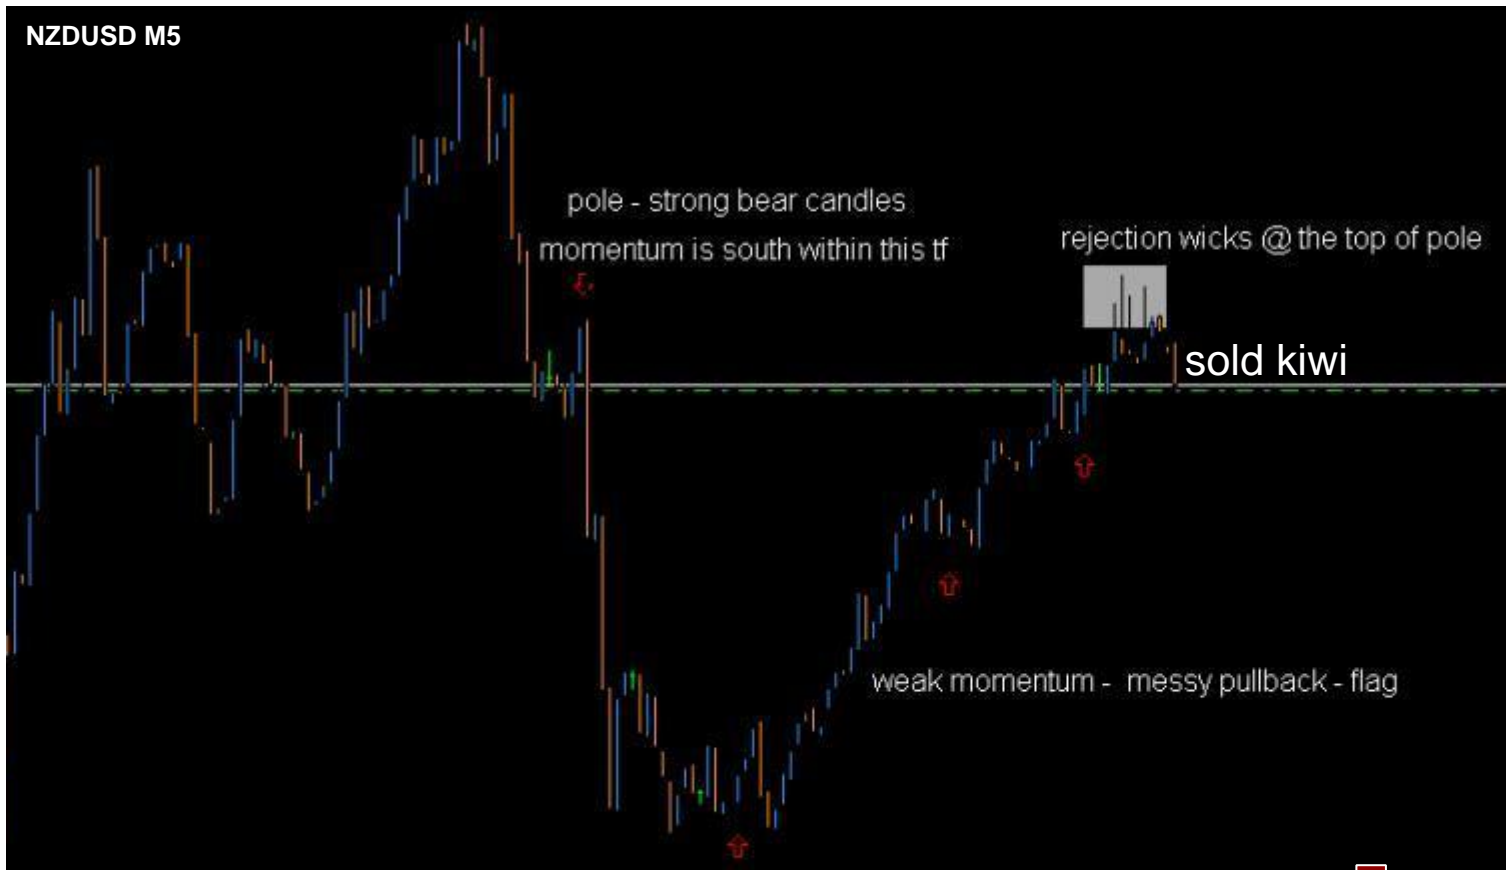 NZDUSD M5
pole - strong bear candles
momentum is south within this tf
rejection wicks @ the top of pole
sold kiwi
weak momentum - messy pullback - flag